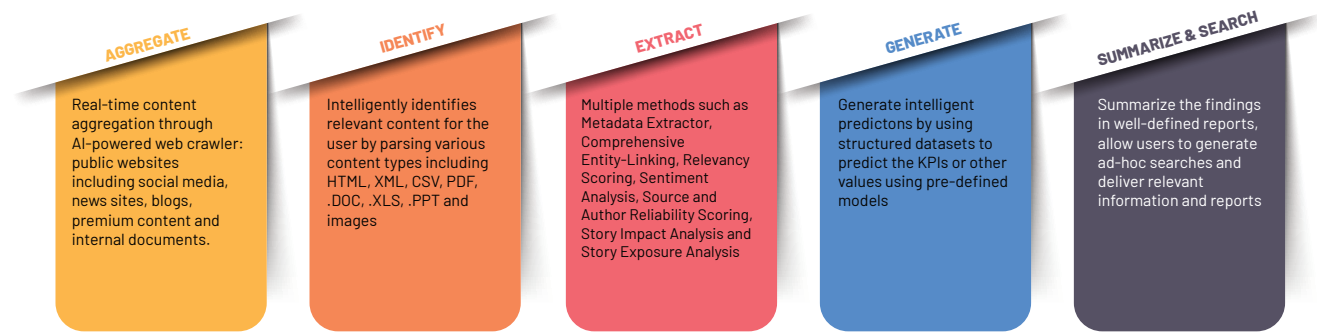 AGGREGATE
Real-time content
aggregation through
AI-powered web crawler:
public websites
including social media,
news sites, blogs,
premium content and
internal documents.
IDENTIFY
Intelligently identifies
relevant content for the
user by parsing various
content types including
HTML, XML, CSV, PDF,
.DOC, .XLS, .PPT and
images
EXTRACT
Multiple methods such as
Metadata Extractor,
Comprehensive
Entity-Linking, Relevancy
Scoring, Sentiment
Analysis, Source and
Author Reliability Scoring,
Story Impact Analysis and
Story Exposure Analysis
GENERATE
Generate intelligent
predictons by using
structured datasets to
predict the KPIs or other
values using pre-defined
models
SUMMARIZE & SEARCH
Summarize the findings
in well-defined reports,
allow users to generate
ad-hoc searches and
deliver relevant
information and reports